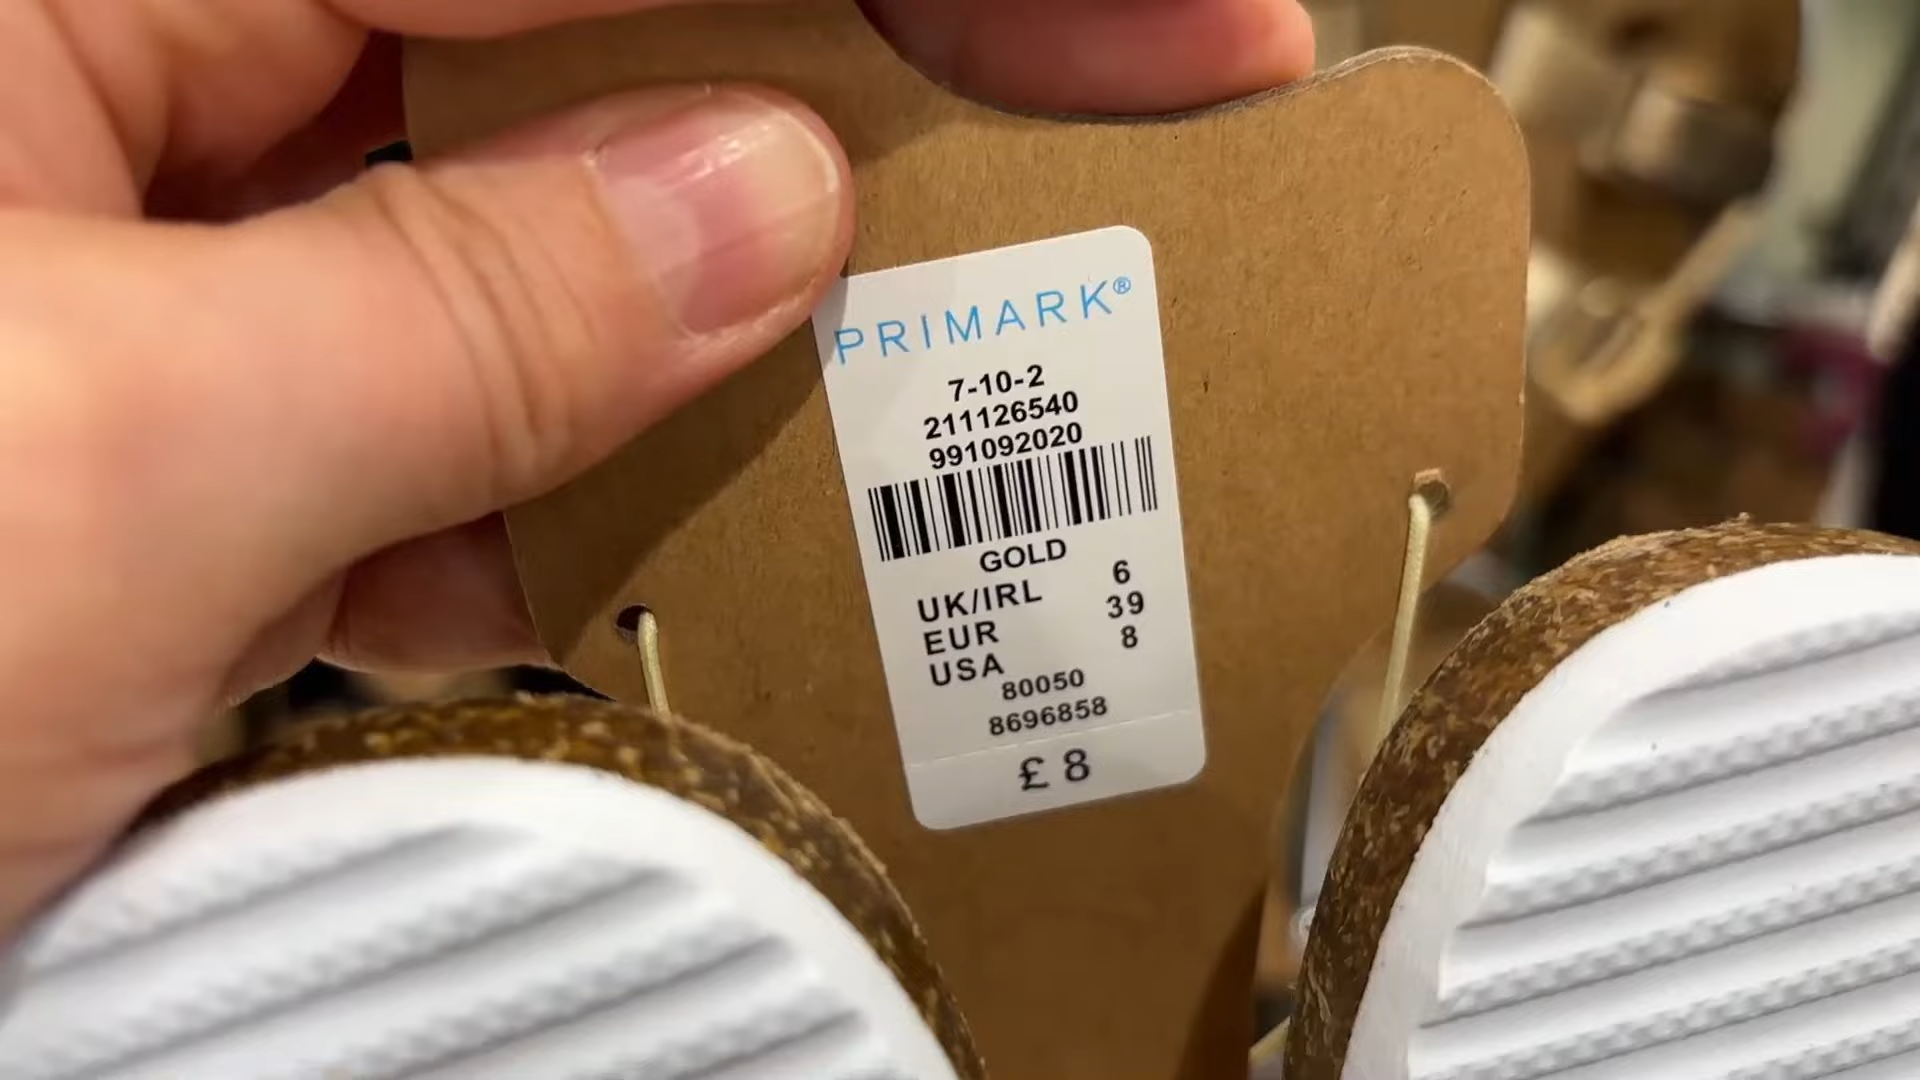 PRIMARK®
7-10-2
211126540
991092020
GOLD
UK/IRL 6
EUR 39
USA 8
80050
8696858
£ 8